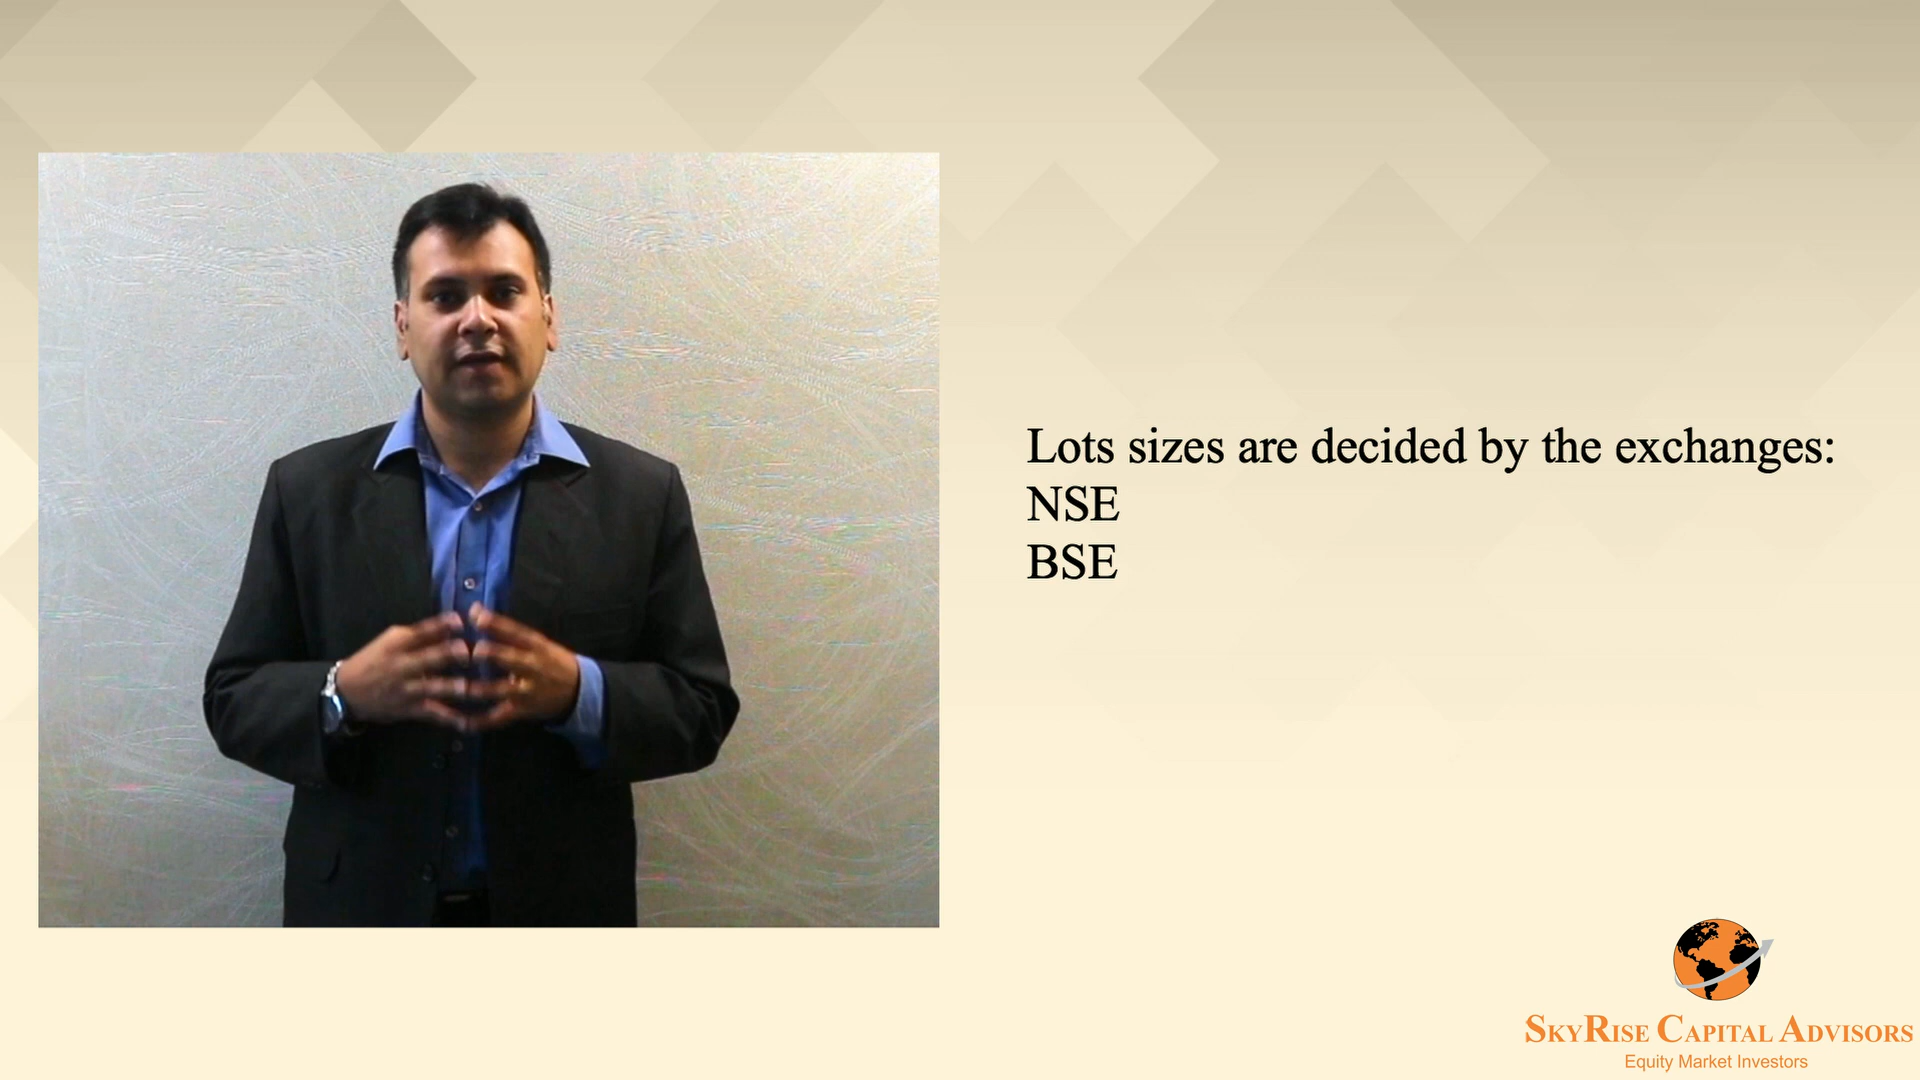 Lots sizes are decided by the exchanges:
NSE
BSE
SkyRise Capital Advisors
Equity Market Investors